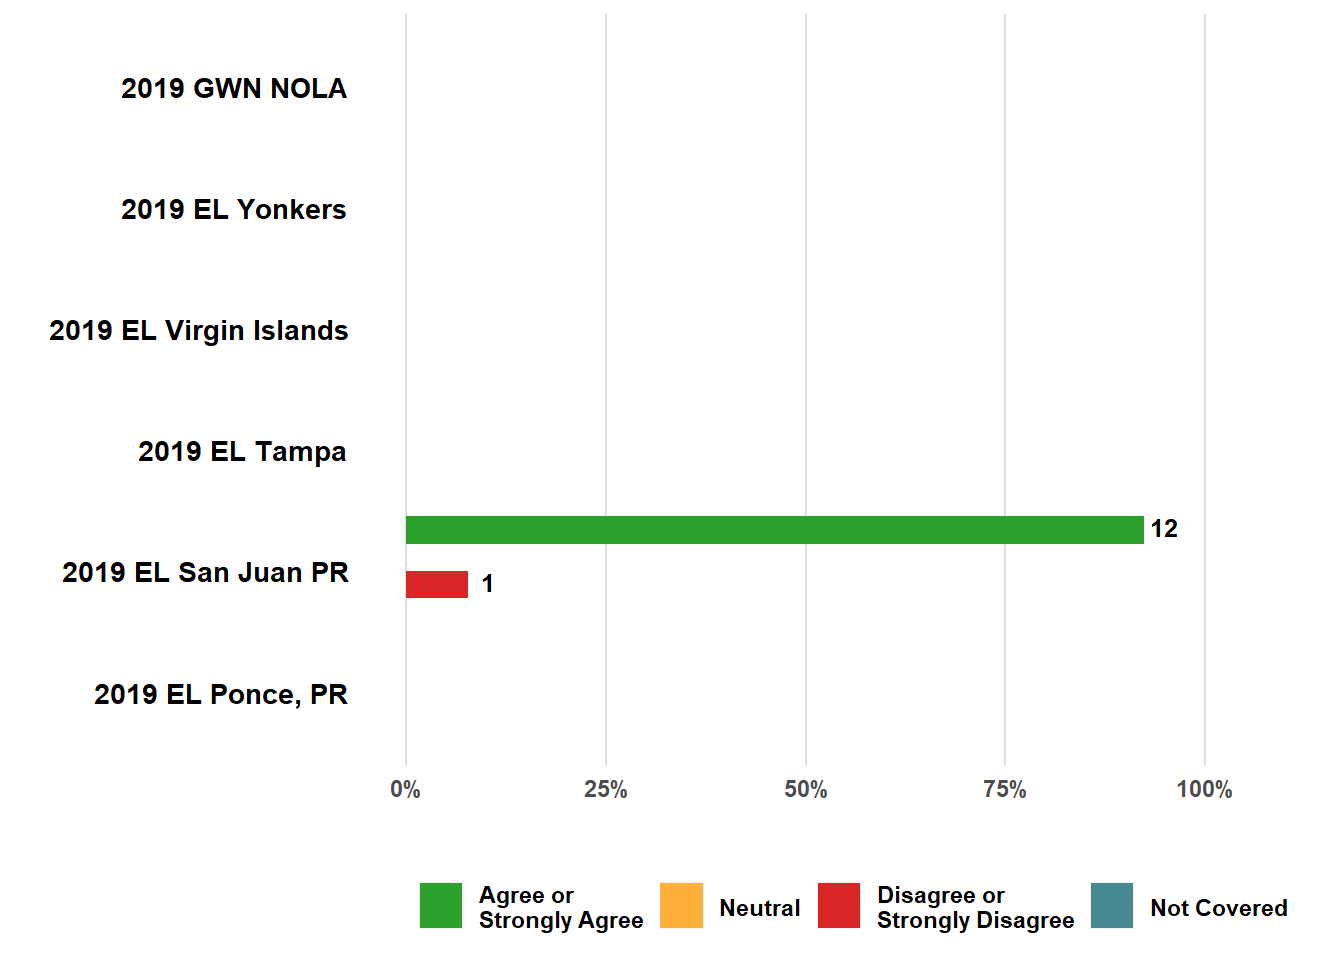 2019 GWN NOLA
2019 EL Yonkers
2019 EL Virgin Islands
2019 EL Tampa
12
2019 EL San Juan PR
1
2019 EL Ponce, PR
0% 25% 50% 75% 100%
Agree or
Strongly Agree
Neutral
Disagree or
Strongly Disagree
Not Covered